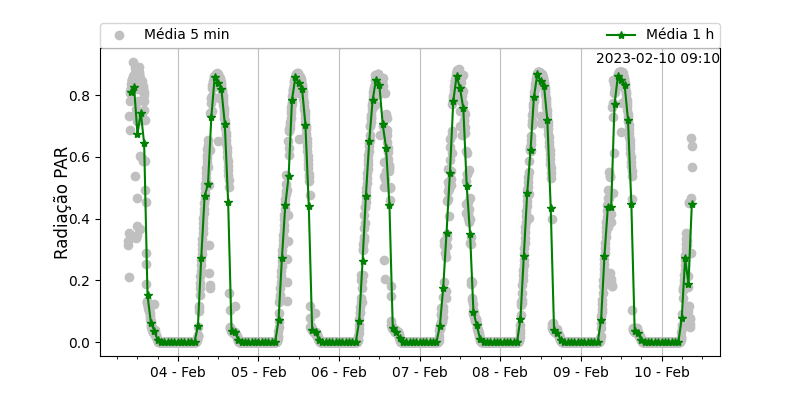 Média 5 min
Média 1 h
2023-02-10 09:10
Radiação PAR
0.8
0.6
0.4
0.2
0.0
04 - Feb
05 - Feb
06 - Feb
07 - Feb
08 - Feb
09 - Feb
10 - Feb